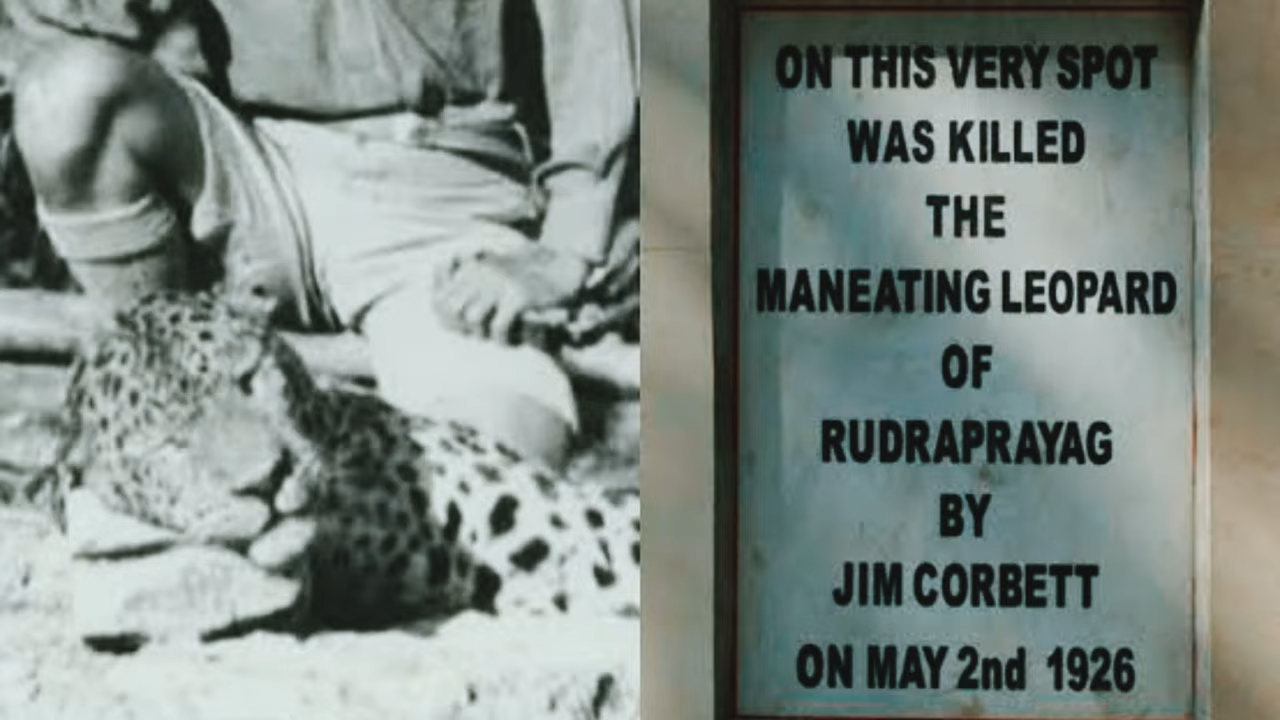 ON THIS VERY SPOT
WAS KILLED
THE
MANEATING LEOPARD
OF
RUDRAPRAYAG
BY
JIM CORBETT
ON MAY 2nd 1926